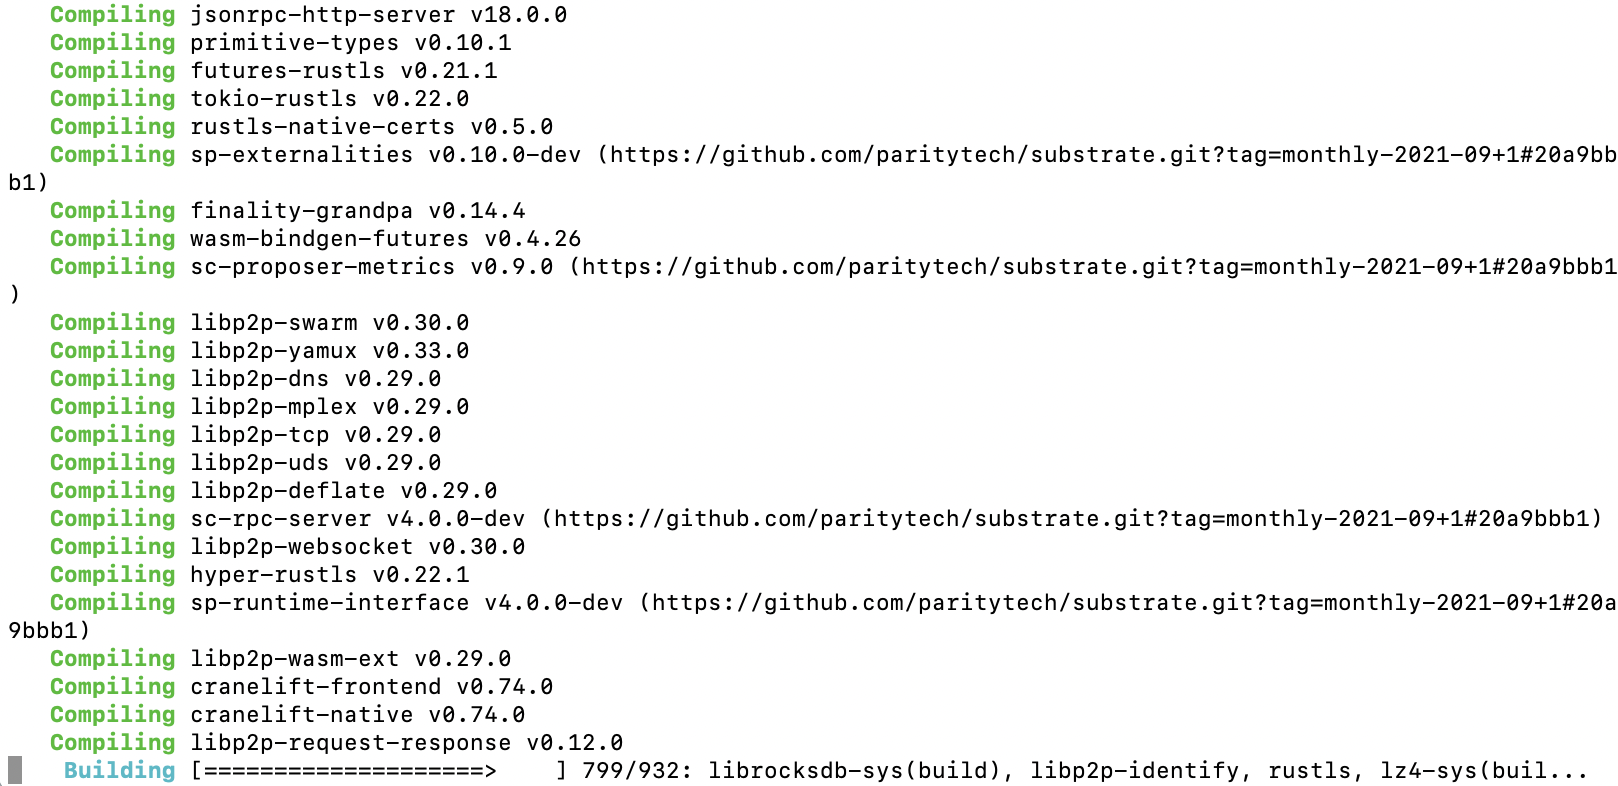 Compiling jsonrpc-http-server v18.0.0
Compiling primitive-types v0.10.1
Compiling futures-rustls v0.21.1
Compiling tokio-rustls v0.22.0
Compiling rustls-native-certs v0.5.0
Compiling sp-externalities v0.10.0-dev (https://github.com/paritytech/substrate.git?tag=monthly-2021-09+1#20a9bb
b1)
Compiling finality-grandpa v0.14.4
Compiling wasm-bindgen-futures v0.4.26
Compiling sc-proposer-metrics v0.9.0 (https://github.com/paritytech/substrate.git?tag=monthly-2021-09+1#20a9bbb1
)
Compiling libp2p-swarm v0.30.0
Compiling libp2p-yamux v0.33.0
Compiling libp2p-dns v0.29.0
Compiling libp2p-mplex v0.29.0
Compiling libp2p-tcp v0.29.0
Compiling libp2p-uds v0.29.0
Compiling libp2p-deflate v0.29.0
Compiling sc-rpc-server v4.0.0-dev (https://github.com/paritytech/substrate.git?tag=monthly-2021-09+1#20a9bbb1)
Compiling libp2p-websocket v0.30.0
Compiling hyper-rustls v0.22.1
Compiling sp-runtime-interface v4.0.0-dev (https://github.com/paritytech/substrate.git?tag=monthly-2021-09+1#20a
9bbb1)
Compiling libp2p-wasm-ext v0.29.0
Compiling cranelift-frontend v0.74.0
Compiling cranelift-native v0.74.0
Compiling libp2p-request-response v0.12.0
Building [====================>    ] 799/932: librocksdb-sys(build), libp2p-identify, rustls, lz4-sys(buil...